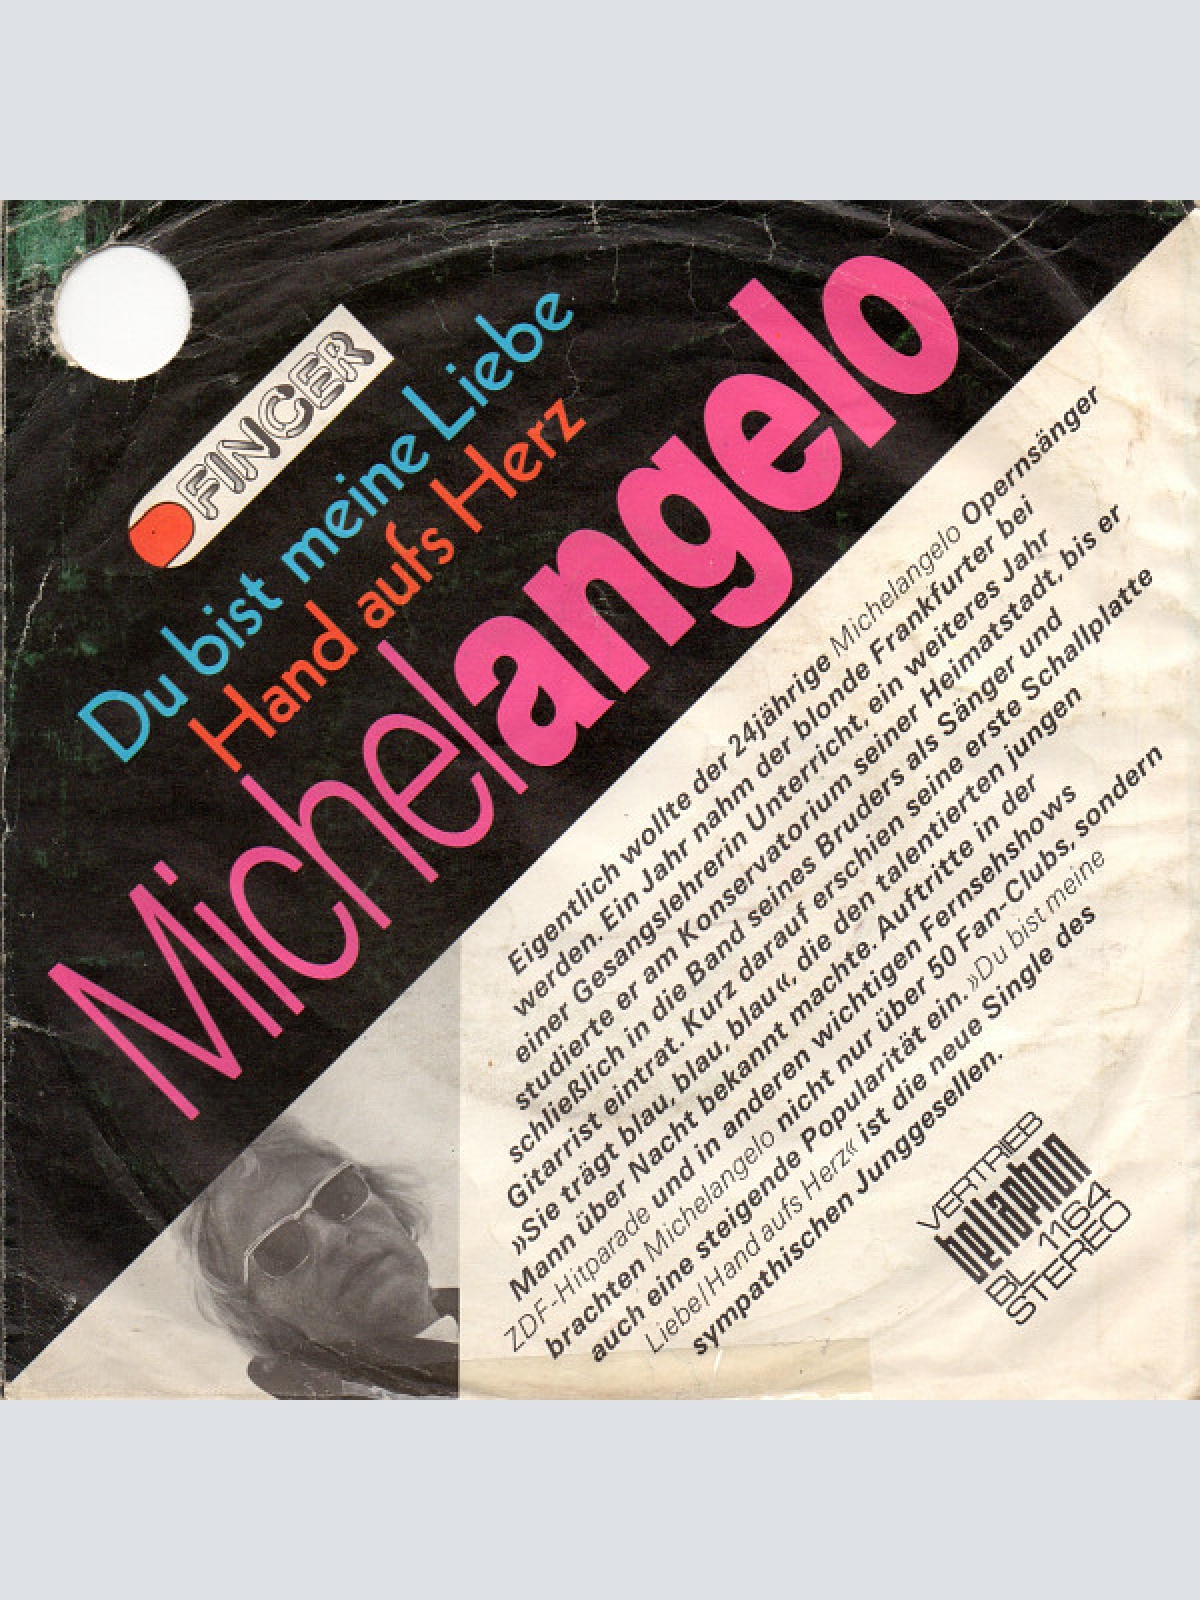 FINGER
Du bist meine Liebe
Hand aufs Herz
Michelangelo
Eigentlich wollte der 24jährige Michelangelo Opernsänger
werden. Ein Jahr nahm der blonde Frankfurter bei
einer Gesangslehrerin Unterricht, ein weiteres Jahr
studierte er am Konservatorium seiner Heimatstadt, bis er
schließlich in die Band seines Bruders als Sänger und
Gitarrist eintrat. Kurz darauf erschien seine erste Schallplatte
»Sie trägt blau, blau, blau«, die den talentierten jungen
Mann über Nacht bekannt machte. Auftritte in der
ZDF-Hitparade und in anderen wichtigen Fernsehshows
brachten Michelangelo nicht nur über 50 Fan-Clubs, sondern
auch eine steigende Popularität ein. »Du bist meine
Liebe/Hand aufs Herz« ist die neue Single des
sympathischen Junggesellen.
VERTRIEB
bellaphon
BL 1164
STEREO